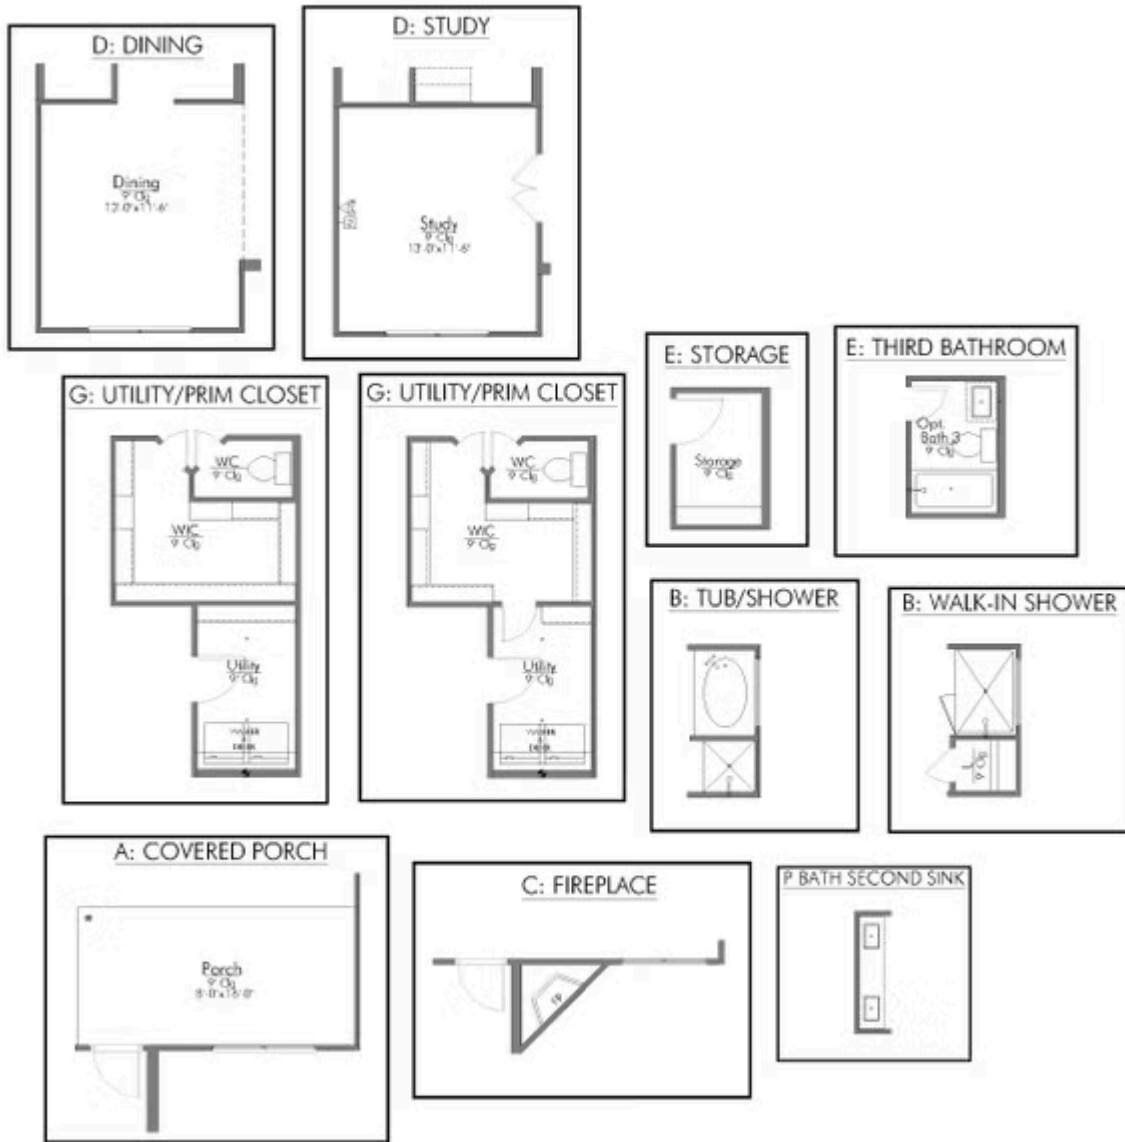 D: DINING
Dining
9' Clg
13'-0"x11'-6"
D: STUDY
Study
9' Clg
13'-0"x11'-6"
E: STORAGE
Storage
9' Clg
E: THIRD BATHROOM
Opt.
Bath 3
9' Clg
G: UTILITY/PRIM CLOSET
WC
9' Clg
WIC
9' Clg
Utility
9' Clg
G: UTILITY/PRIM CLOSET
WC
9' Clg
WIC
9' Clg
Utility
9' Clg
B: TUB/SHOWER
B: WALK-IN SHOWER
9' Clg
A: COVERED PORCH
Porch
9' Clg
8'-0"x16'-0"
C: FIREPLACE
FP
P BATH SECOND SINK